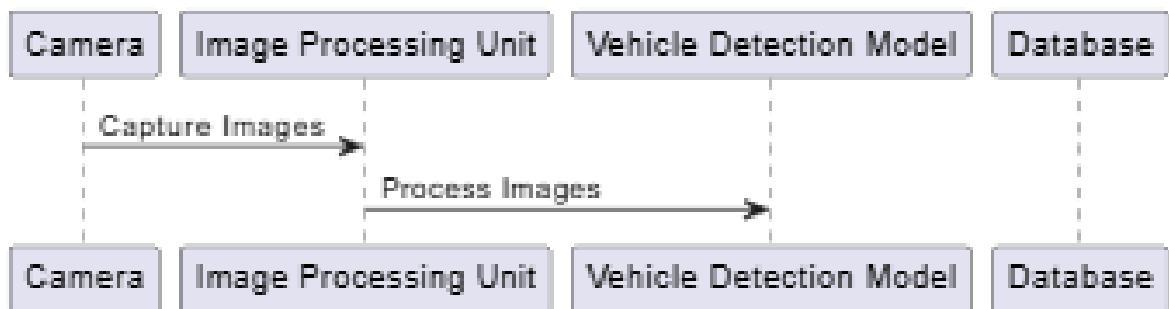 Camera Image Processing Unit Vehicle Detection Model Database
Capture Images
Process Images
Camera Image Processing Unit Vehicle Detection Model Database